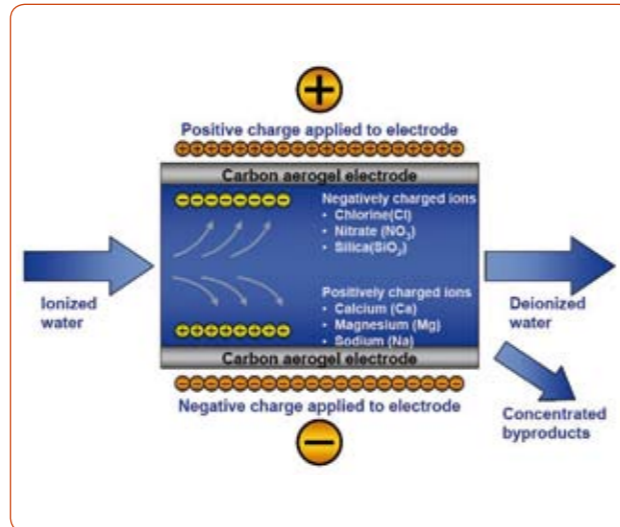 Positive charge applied to electrode
Carbon aerogel electrode
Negatively charged ions
• Chlorine(Cl)
• Nitrate (NO₃)
• Silica(SiO₂)
Ionized
water
Positively charged ions
• Calcium (Ca)
• Magnesium (Mg)
• Sodium (Na)
Deionized
water
Carbon aerogel electrode
Negative charge applied to electrode
Concentrated
byproducts